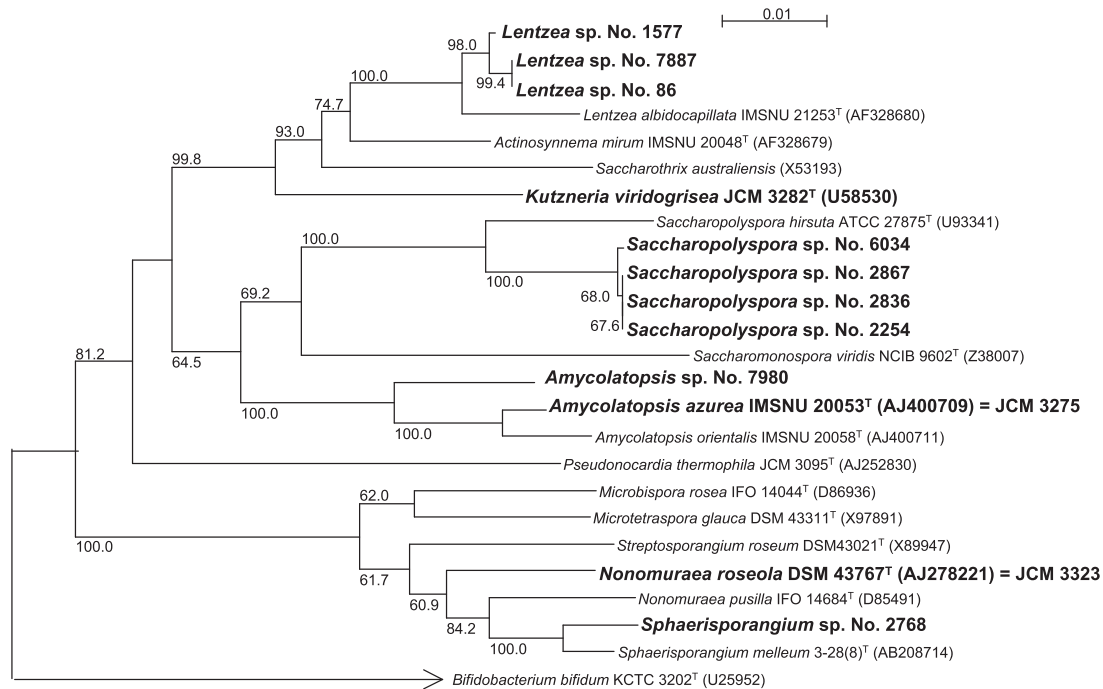 0.01
Lentzea sp. No. 1577
98.0
Lentzea sp. No. 7887
99.4
Lentzea sp. No. 86
100.0
74.7
Lentzea albidocapillata IMSNU 21253ᵀ (AF328680)
93.0
Actinosynnema mirum IMSNU 20048ᵀ (AF328679)
99.8
Saccharothrix australiensis (X53193)
Kutzneria viridogrisea JCM 3282ᵀ (U58530)
Saccharopolyspora hirsuta ATCC 27875ᵀ (U93341)
100.0
Saccharopolyspora sp. No. 6034
100.0
Saccharopolyspora sp. No. 2867
68.0
69.2
Saccharopolyspora sp. No. 2836
67.6
Saccharopolyspora sp. No. 2254
81.2
64.5
Saccharomonospora viridis NCIB 9602ᵀ (Z38007)
Amycolatopsis sp. No. 7980
100.0
Amycolatopsis azurea IMSNU 20053ᵀ (AJ400709) = JCM 3275
100.0
Amycolatopsis orientalis IMSNU 20058ᵀ (AJ400711)
Pseudonocardia thermophila JCM 3095ᵀ (AJ252830)
62.0
Microbispora rosea IFO 14044ᵀ (D86936)
Microtetraspora glauca DSM 43311ᵀ (X97891)
100.0
Streptosporangium roseum DSM43021ᵀ (X89947)
61.7
Nonomuraea roseola DSM 43767ᵀ (AJ278221) = JCM 3323
60.9
Nonomuraea pusilla IFO 14684ᵀ (D85491)
84.2
Sphaerisporangium sp. No. 2768
100.0
Sphaerisporangium melleum 3-28(8)ᵀ (AB208714)
Bifidobacterium bifidum KCTC 3202ᵀ (U25952)